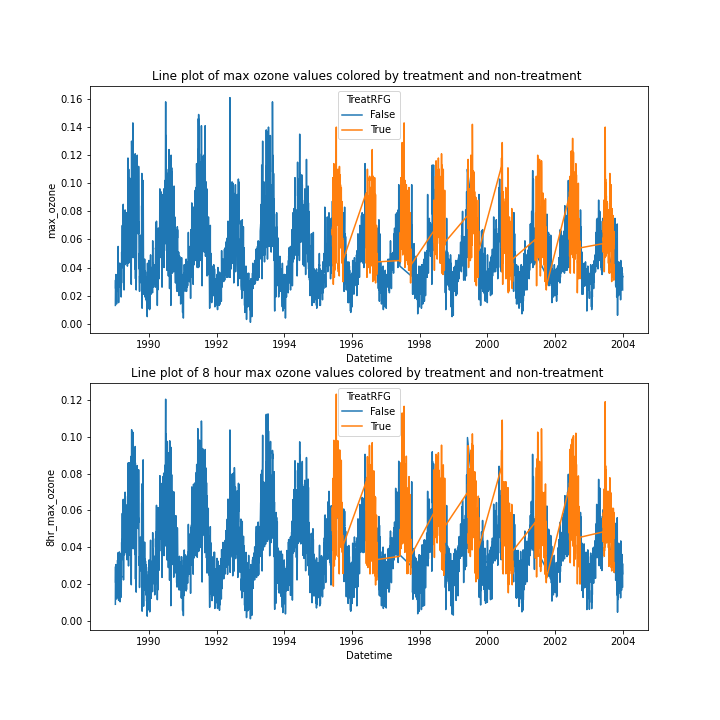 Line plot of max ozone values colored by treatment and non-treatment
TreatRFG
False
True
0.16
0.14
0.12
0.10
0.08
0.06
0.04
0.02
0.00
max_ozone
1990 1992 1994 1996 1998 2000 2002 2004
Datetime
Line plot of 8 hour max ozone values colored by treatment and non-treatment
TreatRFG
False
True
0.12
0.10
0.08
0.06
0.04
0.02
0.00
8hr_max_ozone
1990 1992 1994 1996 1998 2000 2002 2004
Datetime